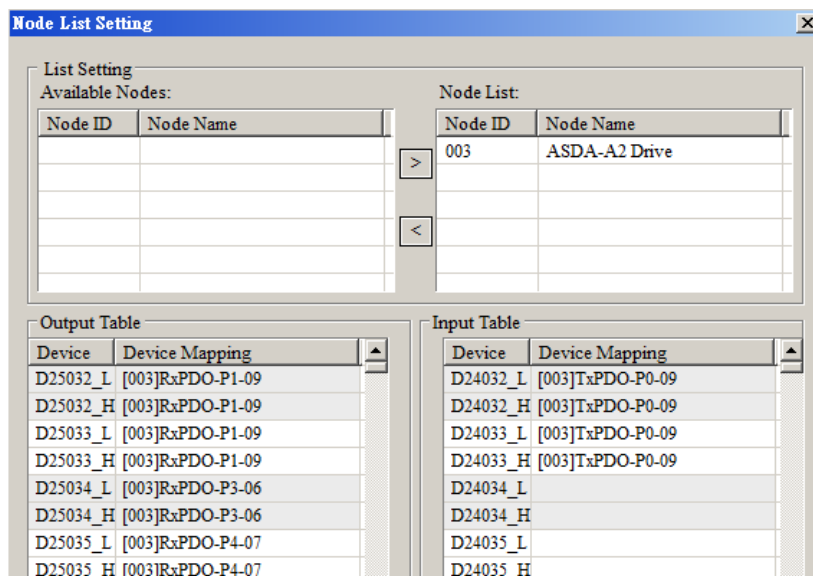 Node List Setting
List Setting
Available Nodes:
Node List:
Node ID Node Name
Node ID Node Name
003 ASDA-A2 Drive
>
<
Output Table
Device Device Mapping
D25032_L [003]RxPDO-P1-09
D25032_H [003]RxPDO-P1-09
D25033_L [003]RxPDO-P1-09
D25033_H [003]RxPDO-P1-09
D25034_L [003]RxPDO-P3-06
D25034_H [003]RxPDO-P3-06
D25035_L [003]RxPDO-P4-07
D25035_H [003]RxPDO-P4-07
Input Table
Device Device Mapping
D24032_L [003]TxPDO-P0-09
D24032_H [003]TxPDO-P0-09
D24033_L [003]TxPDO-P0-09
D24033_H [003]TxPDO-P0-09
D24034_L
D24034_H
D24035_L
D24035_H